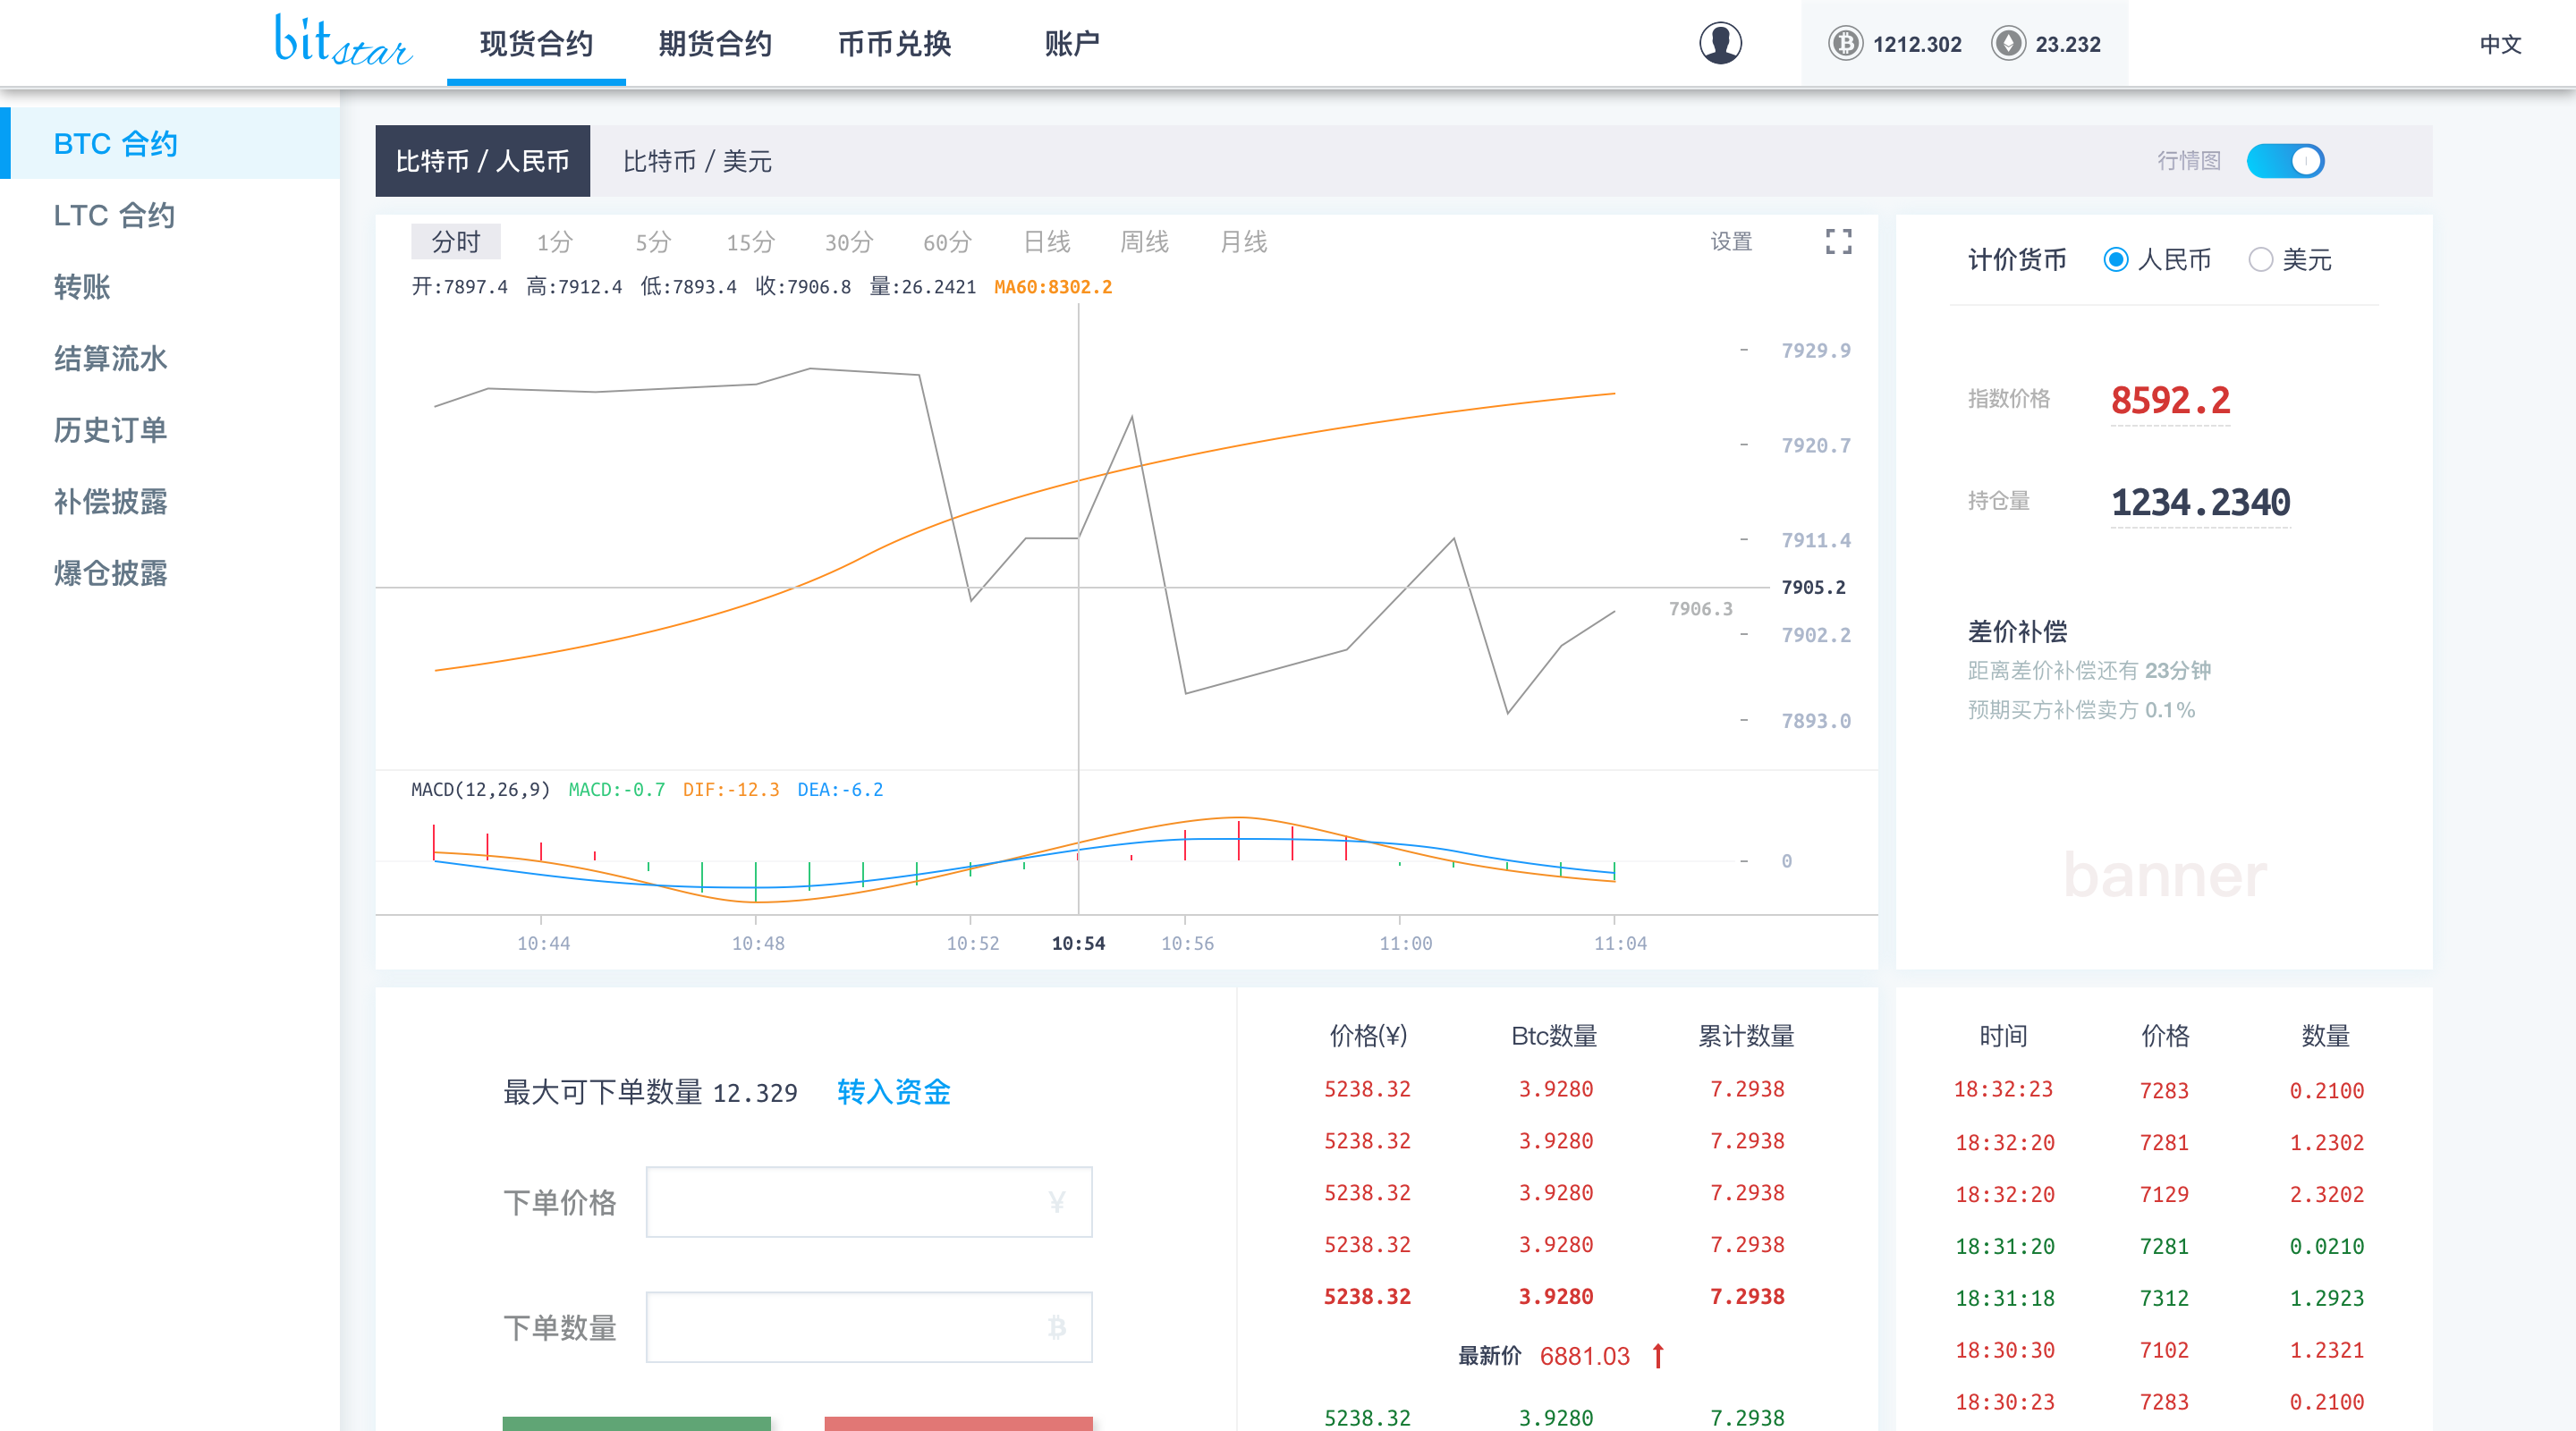 bitstar 现货合约 期货合约 币币兑换 账户 1212.302 23.232 中文
BTC 合约
LTC 合约
转账
结算流水
历史订单
补偿披露
爆仓披露
比特币 / 人民币 比特币 / 美元 行情图
分时 1分 5分 15分 30分 60分 日线 周线 月线 设置
开:7897.4 高:7912.4 低:7893.4 收:7906.8 量:26.2421 MA60:8302.2
7929.9
7920.7
7911.4
7905.2
7906.3
7902.2
7893.0
MACD(12,26,9) MACD:-0.7 DIF:-12.3 DEA:-6.2
0
10:44 10:48 10:52 10:54 10:56 11:00 11:04
计价货币 人民币 美元
指数价格 8592.2
持仓量 1234.2340
差价补偿
距离差价补偿还有 23分钟
预期买方补偿卖方 0.1%
banner
最大可下单数量 12.329 转入资金
下单价格 ¥
下单数量 ₿
价格(¥) Btc数量 累计数量
5238.32 3.9280 7.2938
5238.32 3.9280 7.2938
5238.32 3.9280 7.2938
5238.32 3.9280 7.2938
5238.32 3.9280 7.2938
最新价 6881.03
5238.32 3.9280 7.2938
时间 价格 数量
18:32:23 7283 0.2100
18:32:20 7281 1.2302
18:32:20 7129 2.3202
18:31:20 7281 0.0210
18:31:18 7312 1.2923
18:30:30 7102 1.2321
18:30:23 7283 0.2100